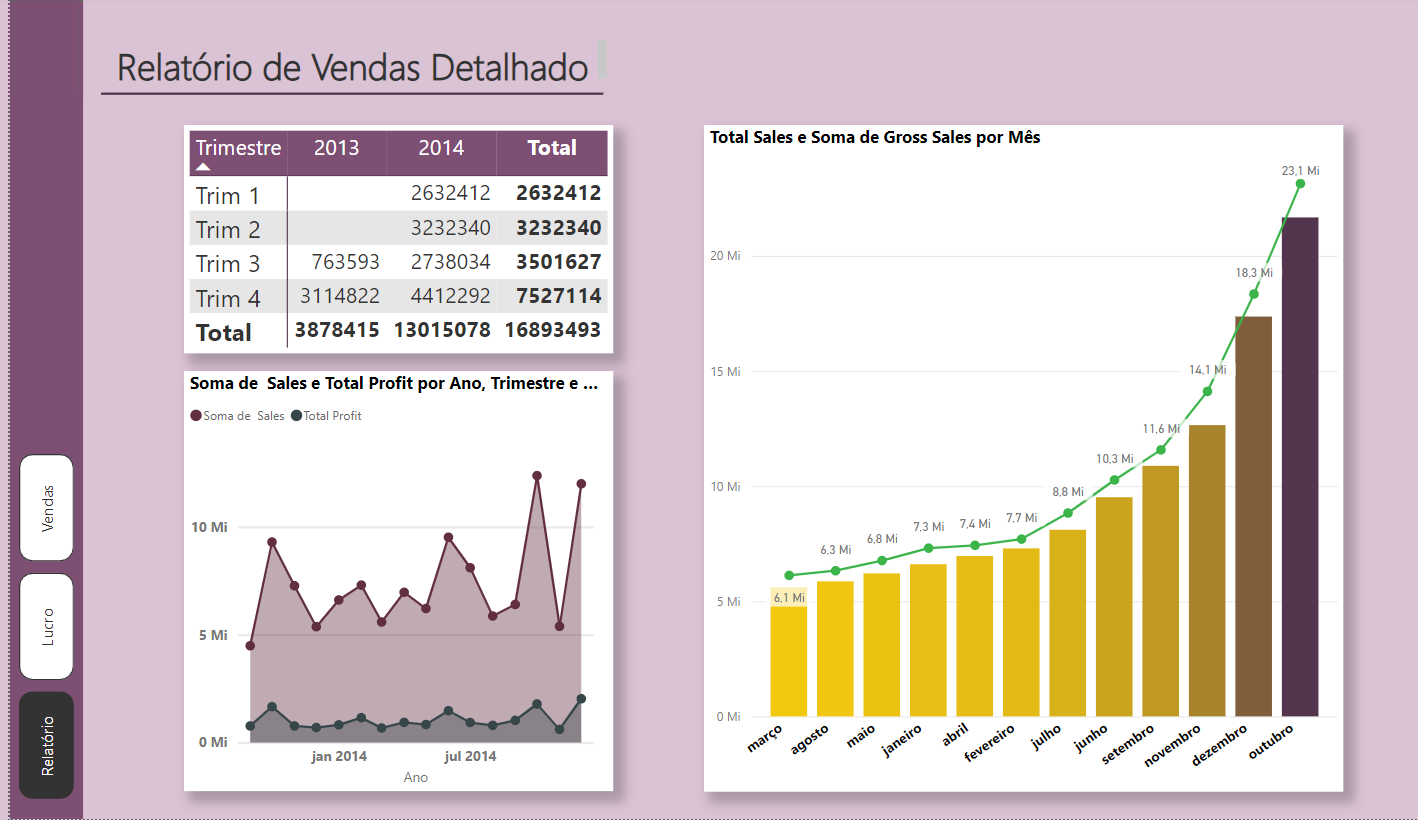 Relatório de Vendas Detalhado
Trimestre 2013 2014 Total
Trim 1 2632412 2632412
Trim 2 3232340 3232340
Trim 3 763593 2738034 3501627
Trim 4 3114822 4412292 7527114
Total 3878415 13015078 16893493
Soma de  Sales e Total Profit por Ano, Trimestre e ...
Soma de  Sales Total Profit
10 Mi
5 Mi
0 Mi
jan 2014 jul 2014
Ano
Total Sales e Soma de Gross Sales por Mês
20 Mi
15 Mi
10 Mi
5 Mi
0 Mi
6,1 Mi
6,3 Mi
6,8 Mi
7,3 Mi
7,4 Mi
7,7 Mi
8,8 Mi
10,3 Mi
11,6 Mi
14,1 Mi
18,3 Mi
23,1 Mi
março
agosto
maio
janeiro
abril
fevereiro
julho
junho
setembro
novembro
dezembro
outubro
Vendas
Lucro
Relatório